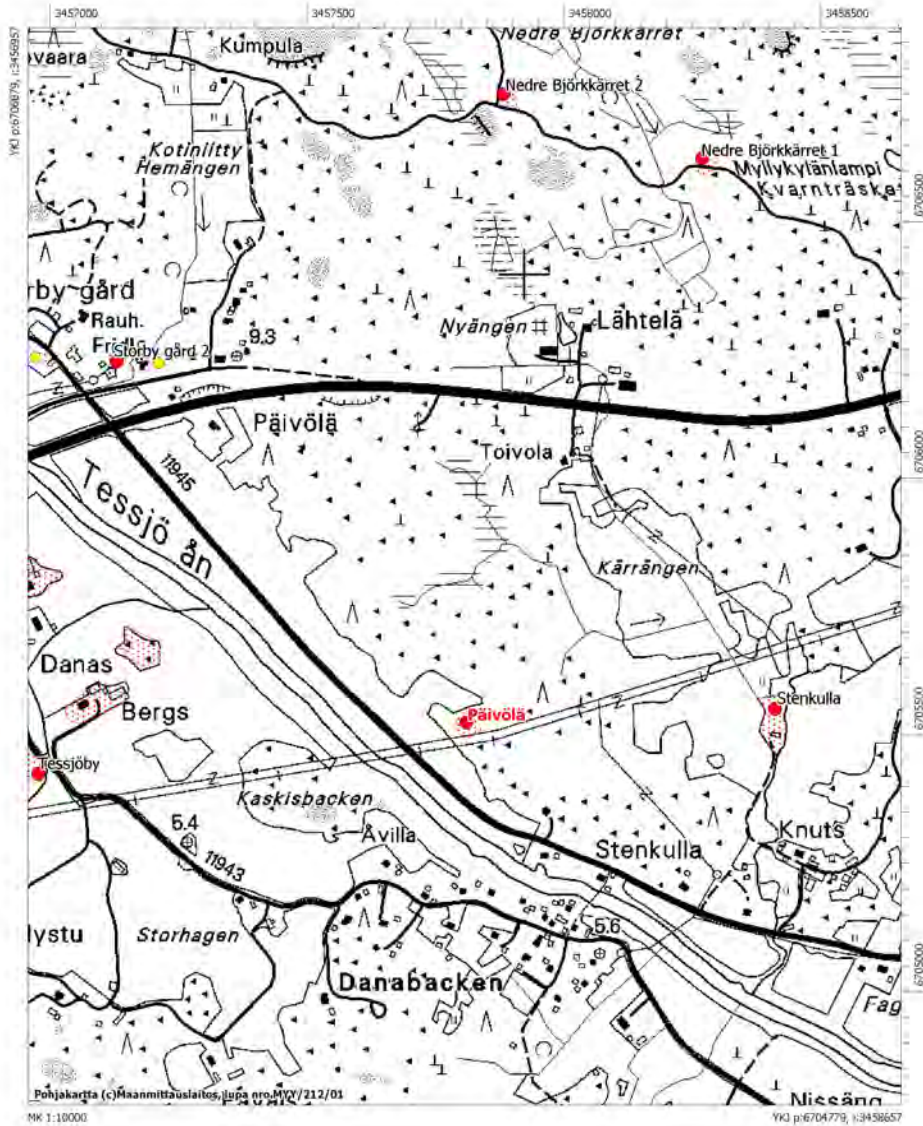 3457000 3457500 3458000 3458500
YKJ p:6706879, i:3456957
ovaara
Kumpula
Nedre Björkkärret
Nedre Björkkärret 2
Kotiniitty
Hemängen
Nedre Björkkärret 1
Myllykylänlampi
Kvarnträske
rby gård
Rauh.
Storby gård 2
9.3
Nyängen
Lähtelä
Päivölä
Toivola
6706000
11945
Tessjö ån
Kärrängen
Danas
Bergs
Päivölä
Stenkulla
6705500
Tessjöby
Kaskisbacken
5.4
11943
Åvilla
Stenkulla
Knuts
lystu
Storhagen
5.6
Danabacken
6705000
Fag
Pohjakartta (c)Maanmittauslaitos, lupa nro MYY/212/01
Nissäng
MK 1:10000
YKJ p:6704779, i:3458657